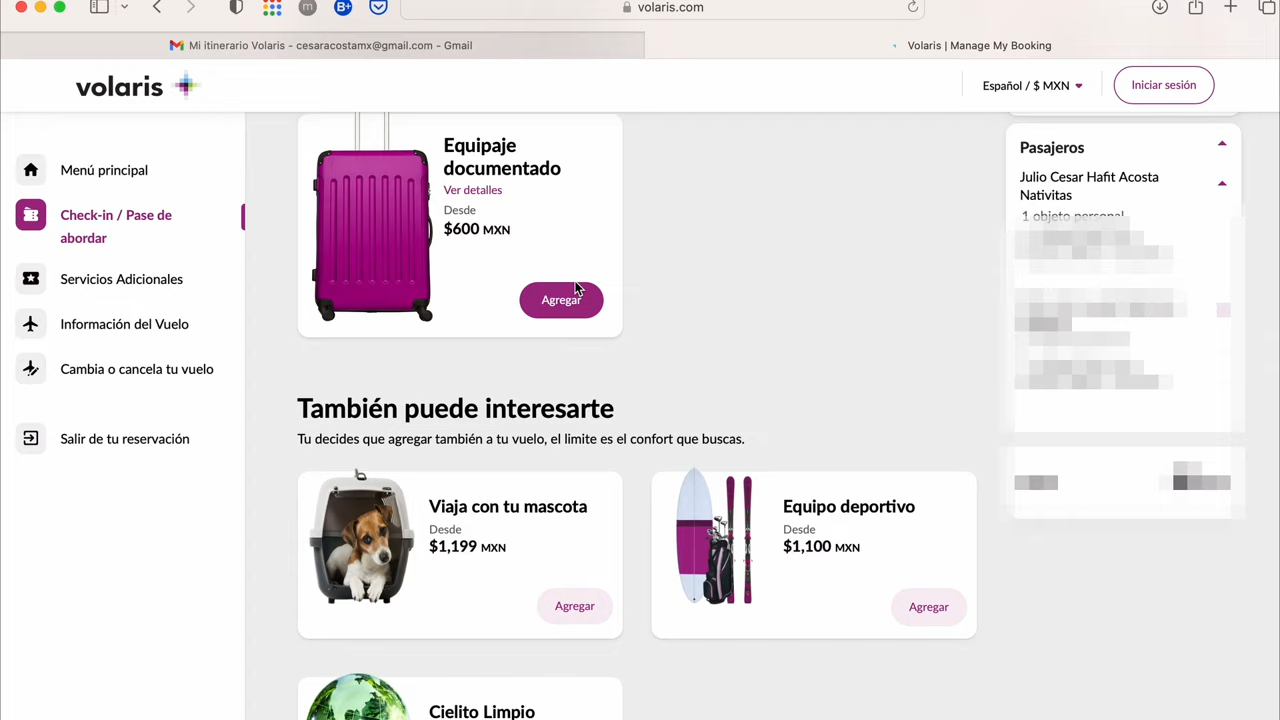 volaris.com
Mi itinerario Volaris - cesaracostamx@gmail.com - Gmail
Volaris | Manage My Booking
volaris
Español / $ MXN
Iniciar sesión
Menú principal
Check-in / Pase de
abordar
Servicios Adicionales
Información del Vuelo
Cambia o cancela tu vuelo
Salir de tu reservación
Equipaje
documentado
Ver detalles
Desde
$600 MXN
Agregar
También puede interesarte
Tu decides que agregar también a tu vuelo, el limite es el confort que buscas.
Viaja con tu mascota
Desde
$1,199 MXN
Agregar
Equipo deportivo
Desde
$1,100 MXN
Agregar
Cielito Limpio
Pasajeros
Julio Cesar Hafit Acosta
Nativitas
1 objeto personal